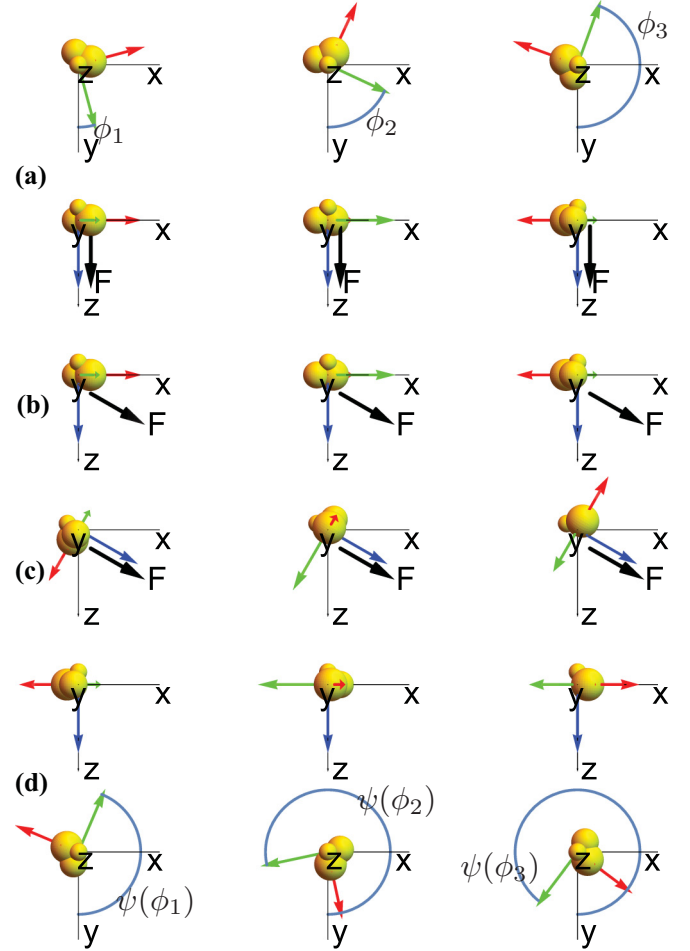 z x y ϕ1
z x y ϕ2
z x y ϕ3
(a)
y x F z
y x F z
y x F z
(b)
y x F z
y x F z
y x F z
(c)
y x F z
y x F z
y x F z
y x z
y x z
y x z
(d)
z x y ψ(ϕ1)
z x y ψ(ϕ2)
z x y ψ(ϕ3)